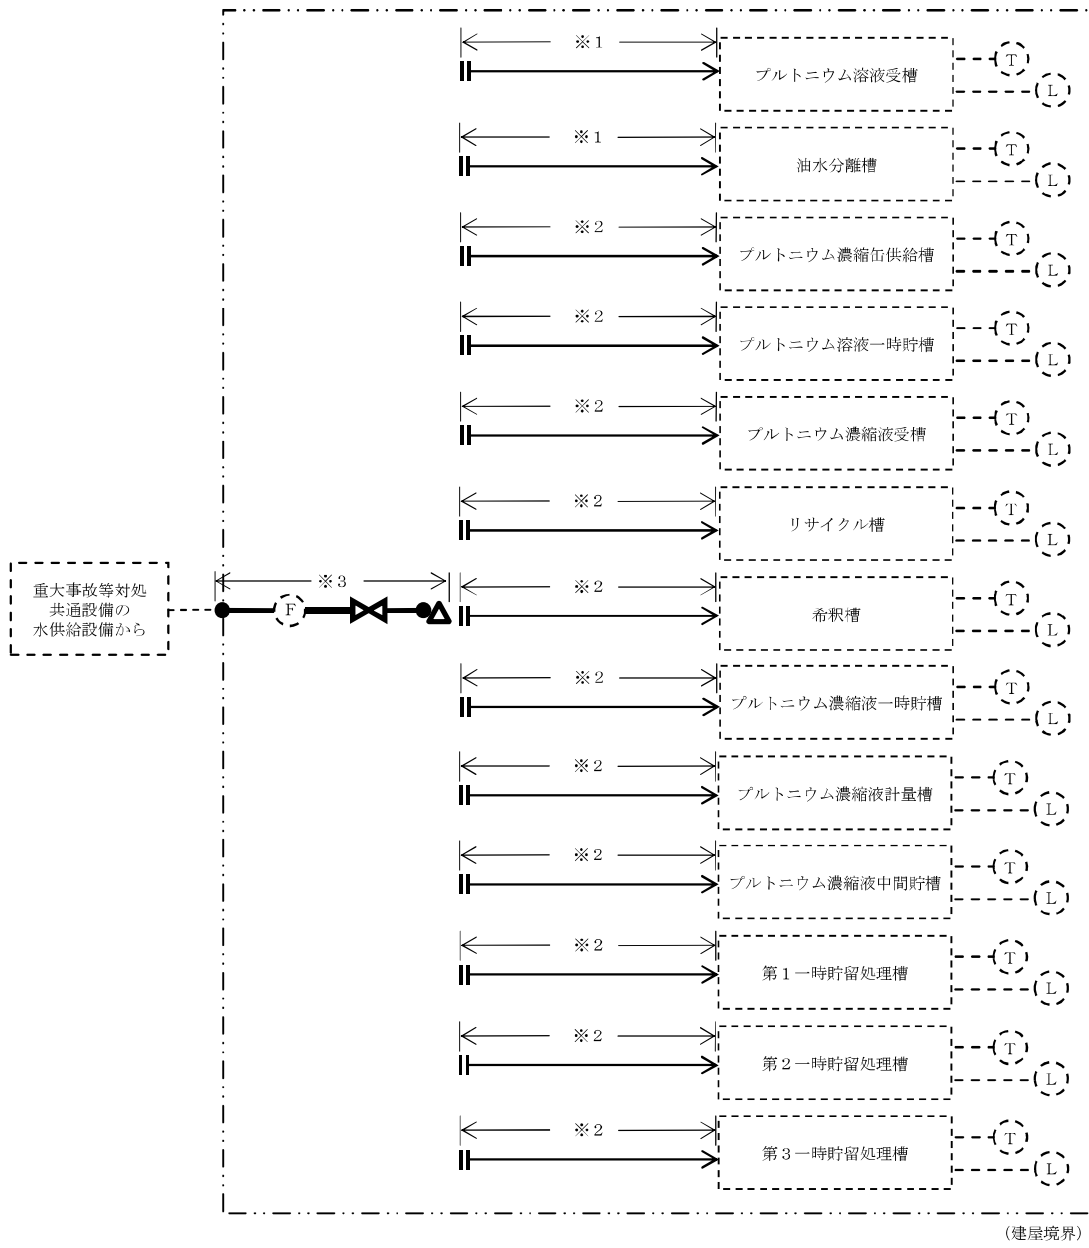 ※1
プルトニウム溶液受槽
T
L
※1
油水分離槽
T
L
※2
プルトニウム濃縮缶供給槽
T
L
※2
プルトニウム溶液一時貯槽
T
L
※2
プルトニウム濃縮液受槽
T
L
※2
リサイクル槽
T
L
重大事故等対処
共通設備の
水供給設備から
※3
F
※2
希釈槽
T
L
※2
プルトニウム濃縮液一時貯槽
T
L
※2
プルトニウム濃縮液計量槽
T
L
※2
プルトニウム濃縮液中間貯槽
T
L
※2
第1一時貯留処理槽
T
L
※2
第2一時貯留処理槽
T
L
※2
第3一時貯留処理槽
T
L
(建屋境界)